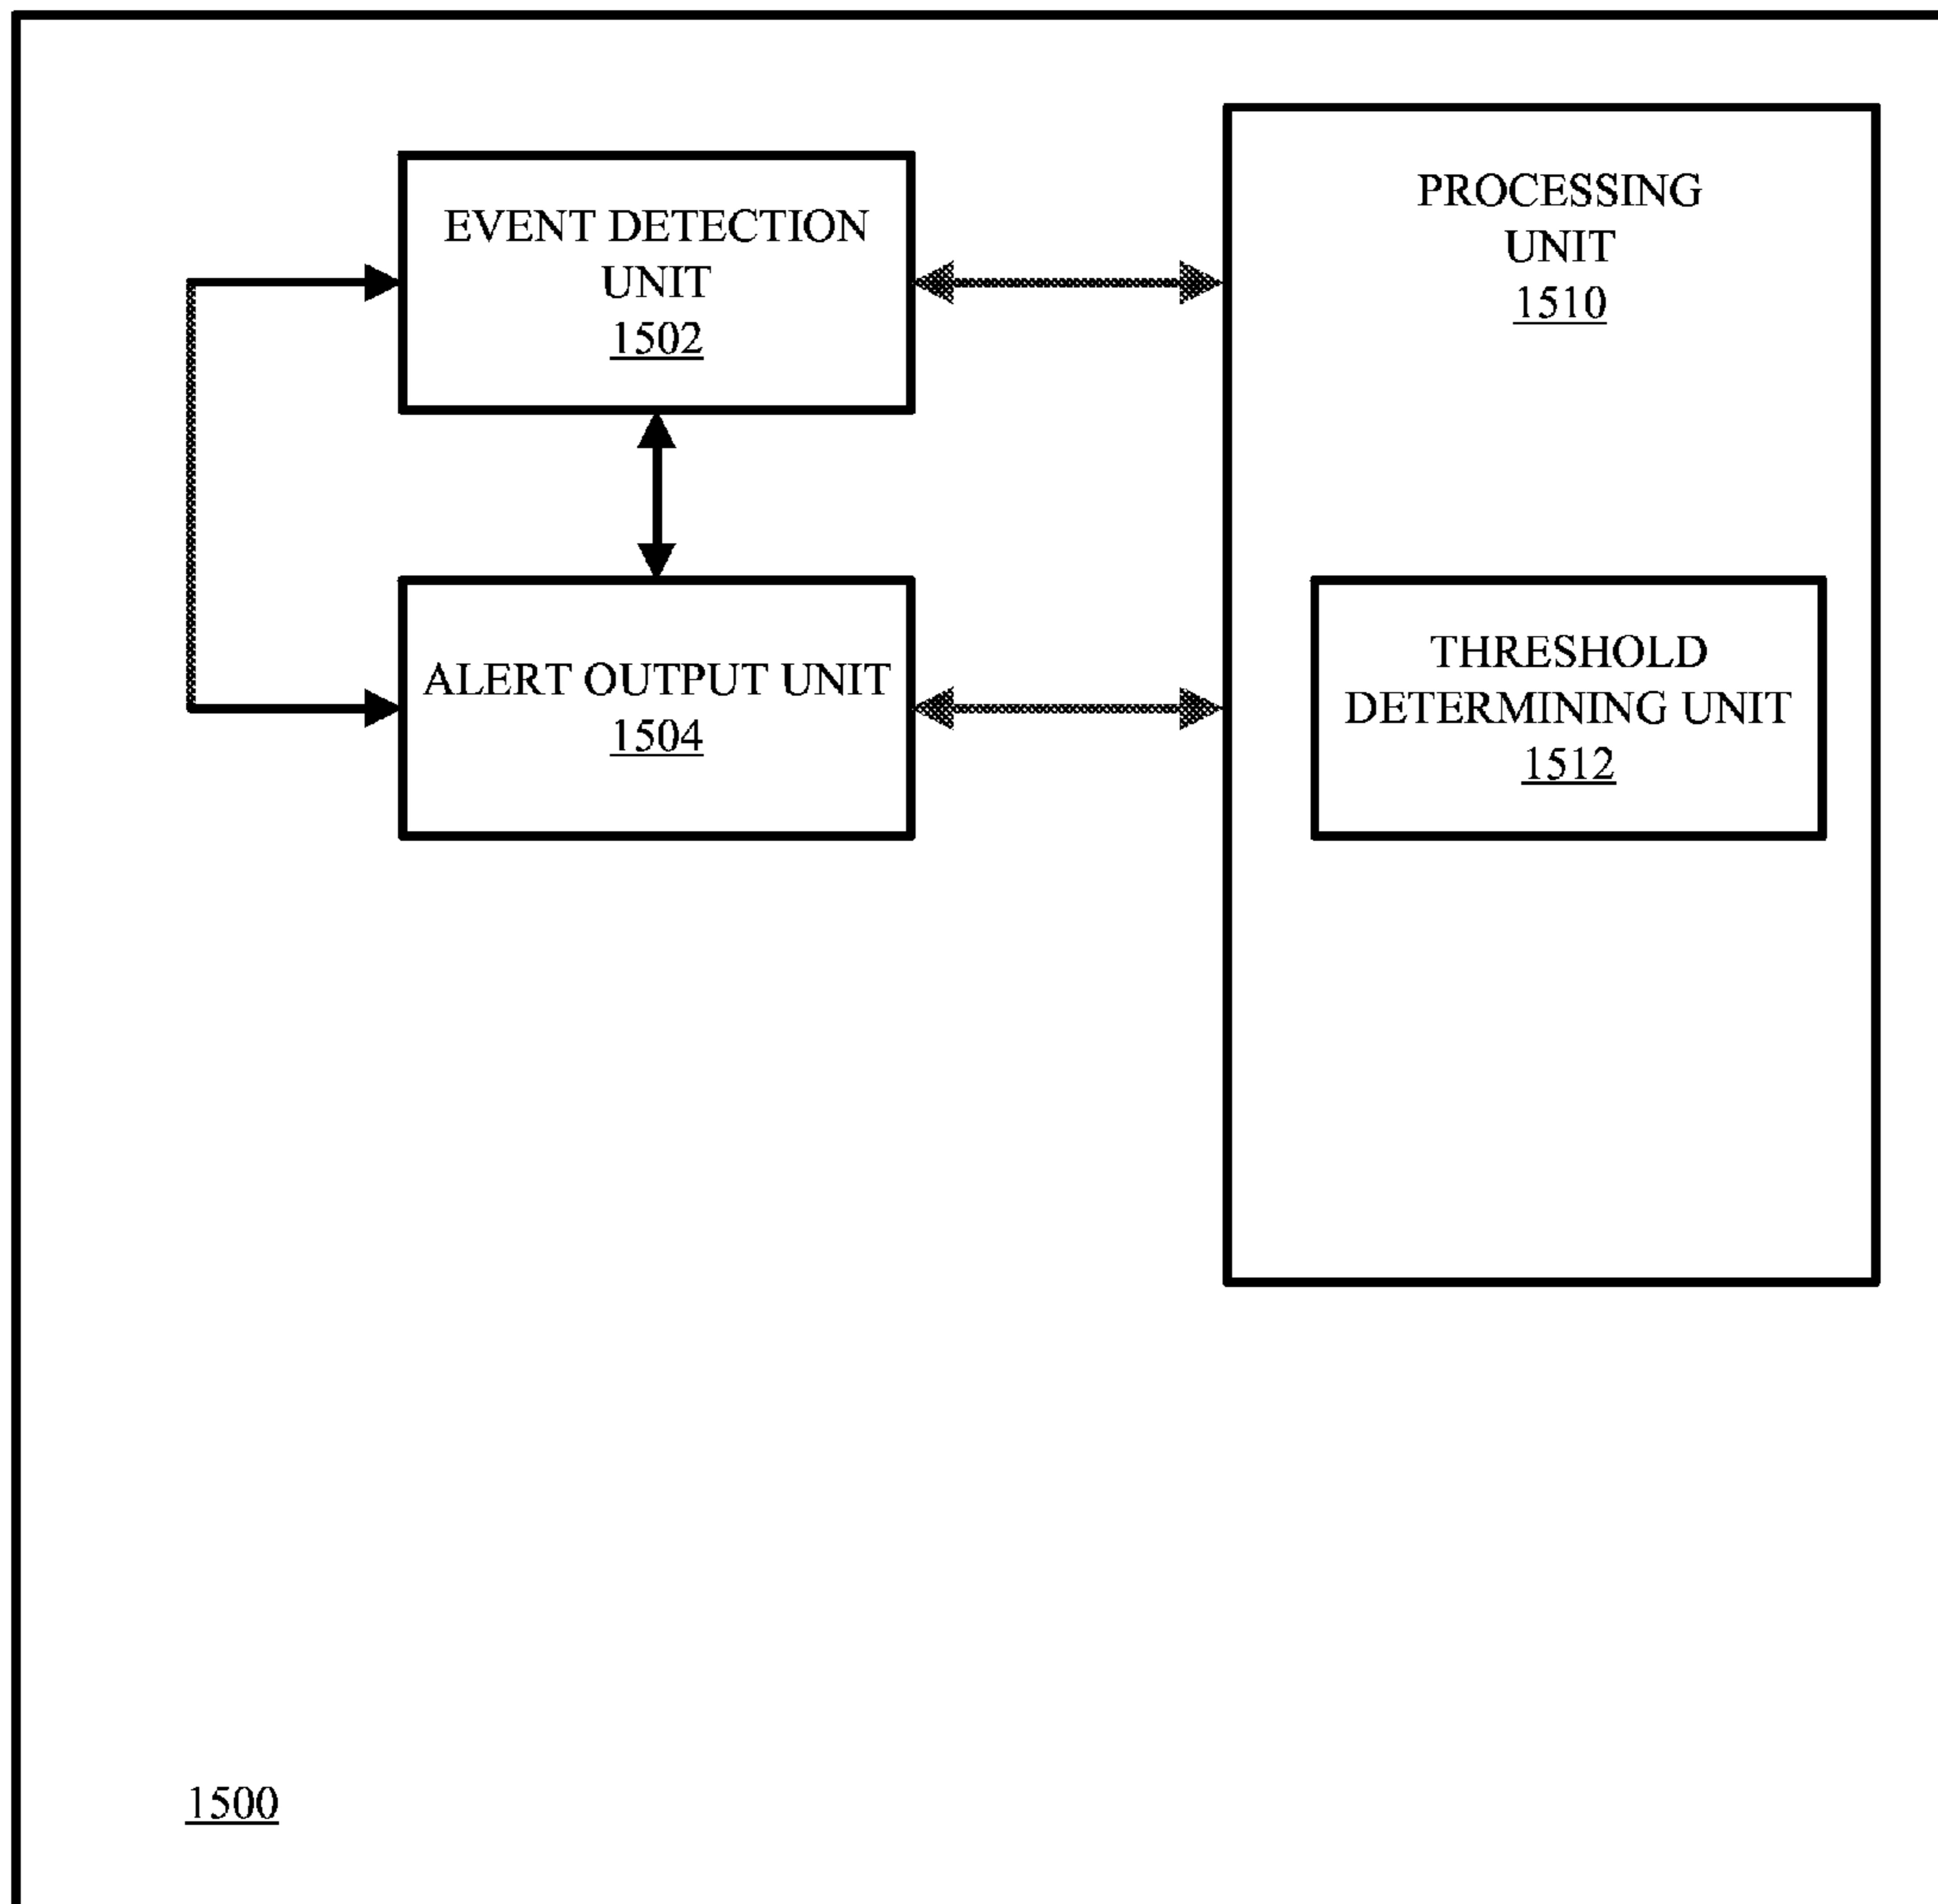 EVENT DETECTION
UNIT
1502
PROCESSING
UNIT
1510
ALERT OUTPUT UNIT
1504
THRESHOLD
DETERMINING UNIT
1512
1500